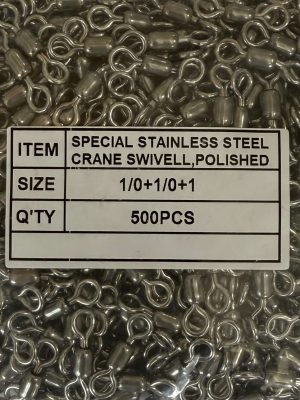 ITEM SPECIAL STAINLESS STEEL
CRANE SWIVELL,POLISHED
SIZE 1/0+1/0+1
Q'TY 500PCS